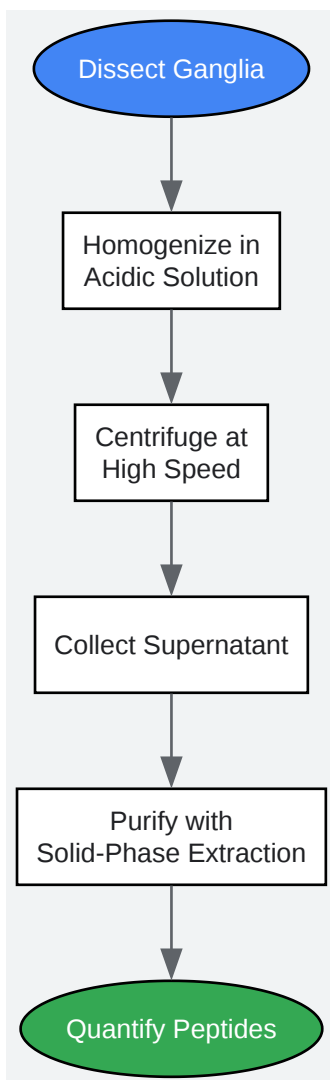 Dissect Ganglia
Homogenize in
Acidic Solution
Centrifuge at
High Speed
Collect Supernatant
Purify with
Solid-Phase Extraction
Quantify Peptides